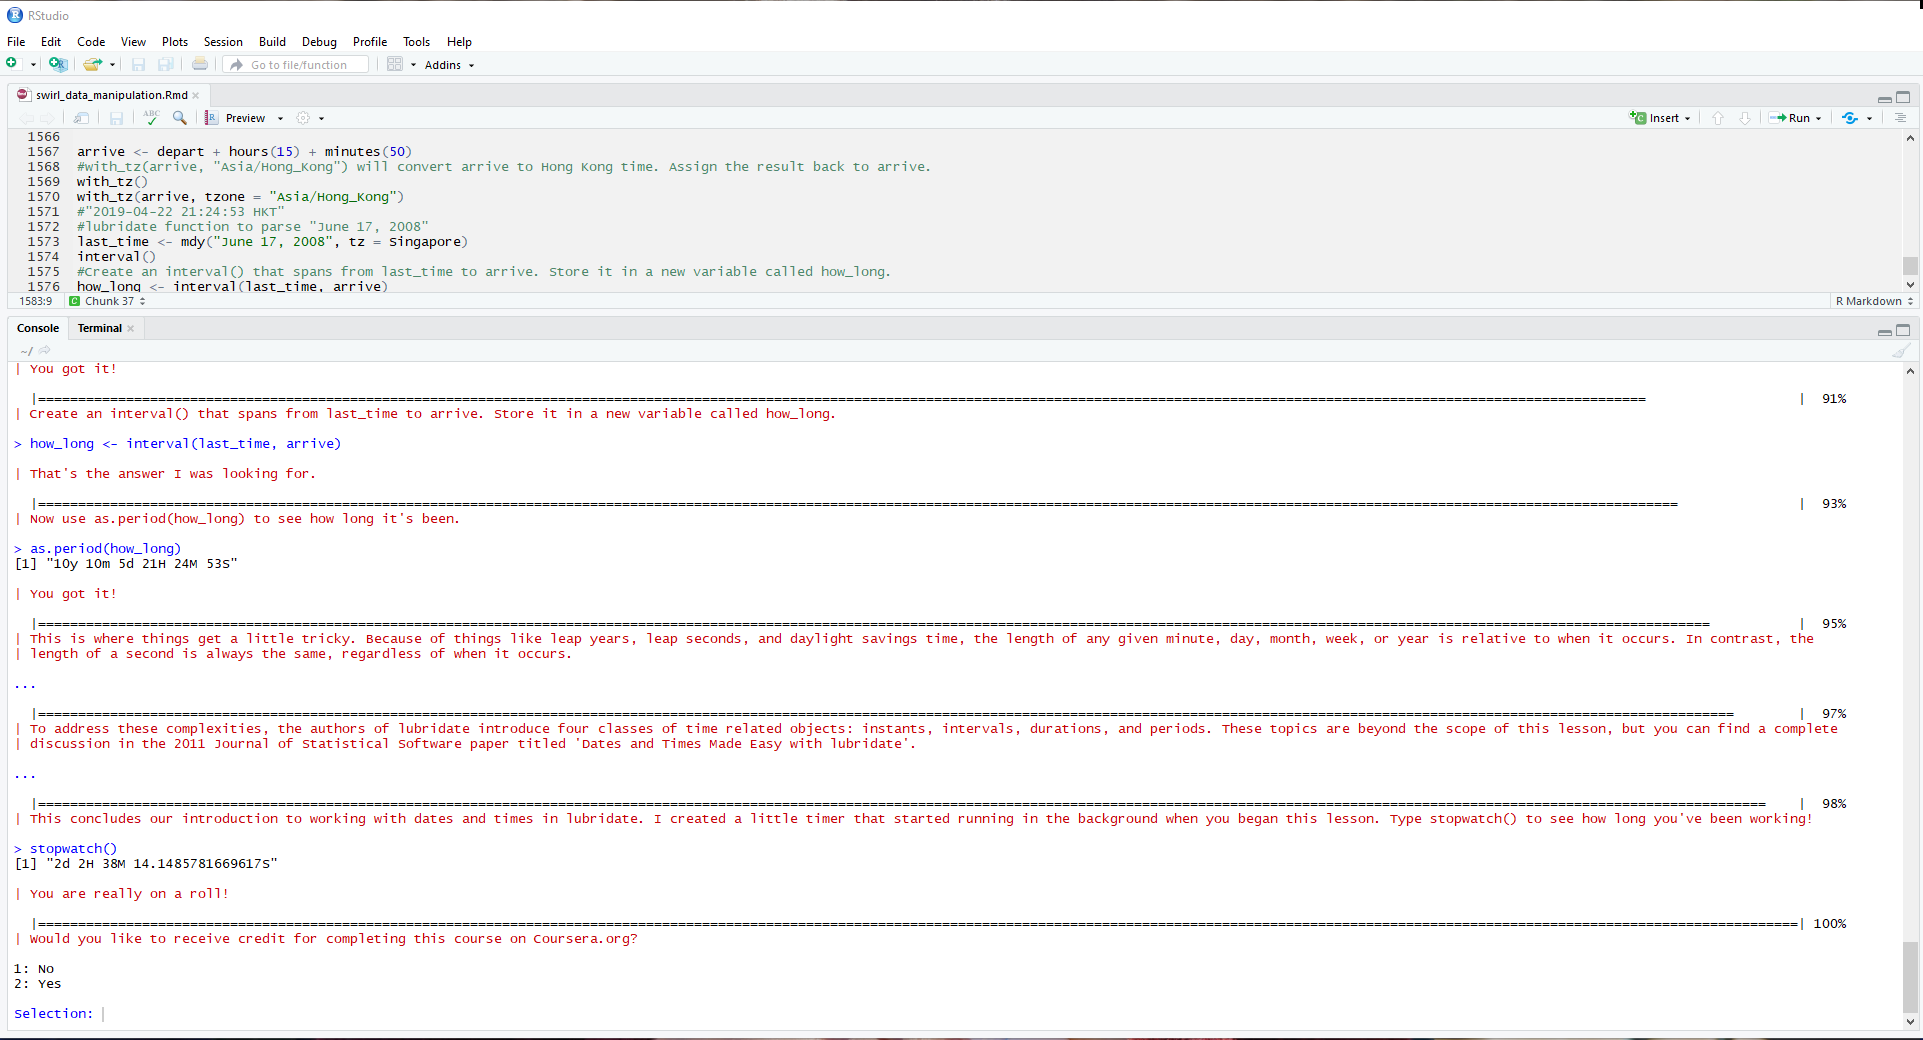 RStudio
File Edit Code View Plots Session Build Debug Profile Tools Help
Go to file/function Addins
swirl_data_manipulation.Rmd
ABC Preview Insert Run
1566
1567 arrive <- depart + hours(15) + minutes(50)
1568 #with_tz(arrive, "Asia/Hong_Kong") will convert arrive to Hong Kong time. Assign the result back to arrive.
1569 with_tz()
1570 with_tz(arrive, tzone = "Asia/Hong_Kong")
1571 #"2019-04-22 21:24:53 HKT"
1572 #lubridate function to parse "June 17, 2008"
1573 last_time <- mdy("June 17, 2008", tz = Singapore)
1574 interval()
1575 #Create an interval() that spans from last_time to arrive. Store it in a new variable called how_long.
1576 how_long <- interval(last_time, arrive)
1583:9 Chunk 37 R Markdown
Console Terminal
~/
| You got it!
91%
| Create an interval() that spans from last_time to arrive. Store it in a new variable called how_long.
> how_long <- interval(last_time, arrive)
| That's the answer I was looking for.
93%
| Now use as.period(how_long) to see how long it's been.
> as.period(how_long)
[1] "10y 10m 5d 21H 24M 53S"
| You got it!
95%
| This is where things get a little tricky. Because of things like leap years, leap seconds, and daylight savings time, the length of any given minute, day, month, week, or year is relative to when it occurs. In contrast, the
| length of a second is always the same, regardless of when it occurs.
...
97%
| To address these complexities, the authors of lubridate introduce four classes of time related objects: instants, intervals, durations, and periods. These topics are beyond the scope of this lesson, but you can find a complete
| discussion in the 2011 Journal of Statistical Software paper titled 'Dates and Times Made Easy with lubridate'.
...
98%
| This concludes our introduction to working with dates and times in lubridate. I created a little timer that started running in the background when you began this lesson. Type stopwatch() to see how long you've been working!
> stopwatch()
[1] "2d 2H 38M 14.1485781669617S"
| You are really on a roll!
100%
| Would you like to receive credit for completing this course on Coursera.org?
1: No
2: Yes
Selection: